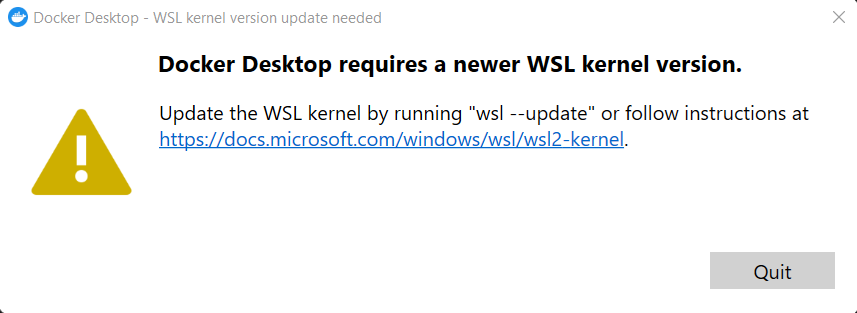 Docker Desktop - WSL kernel version update needed
Docker Desktop requires a newer WSL kernel version.
Update the WSL kernel by running "wsl --update" or follow instructions at
https://docs.microsoft.com/windows/wsl/wsl2-kernel.
Quit